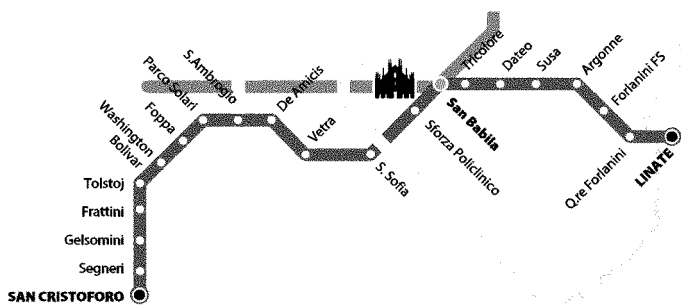 SAN CRISTOFORO
Segneri
Gelsomini
Frattini
Tolstoj
Washington
Bolivar
Foppa
Parco Solari
S.Ambrogio
De Amicis
Vetra
S. Sofia
Sforza Policlinico
San Babila
Tricolore
Dateo
Susa
Argonne
Forlanini FS
Q.re Forlanini
LINATE